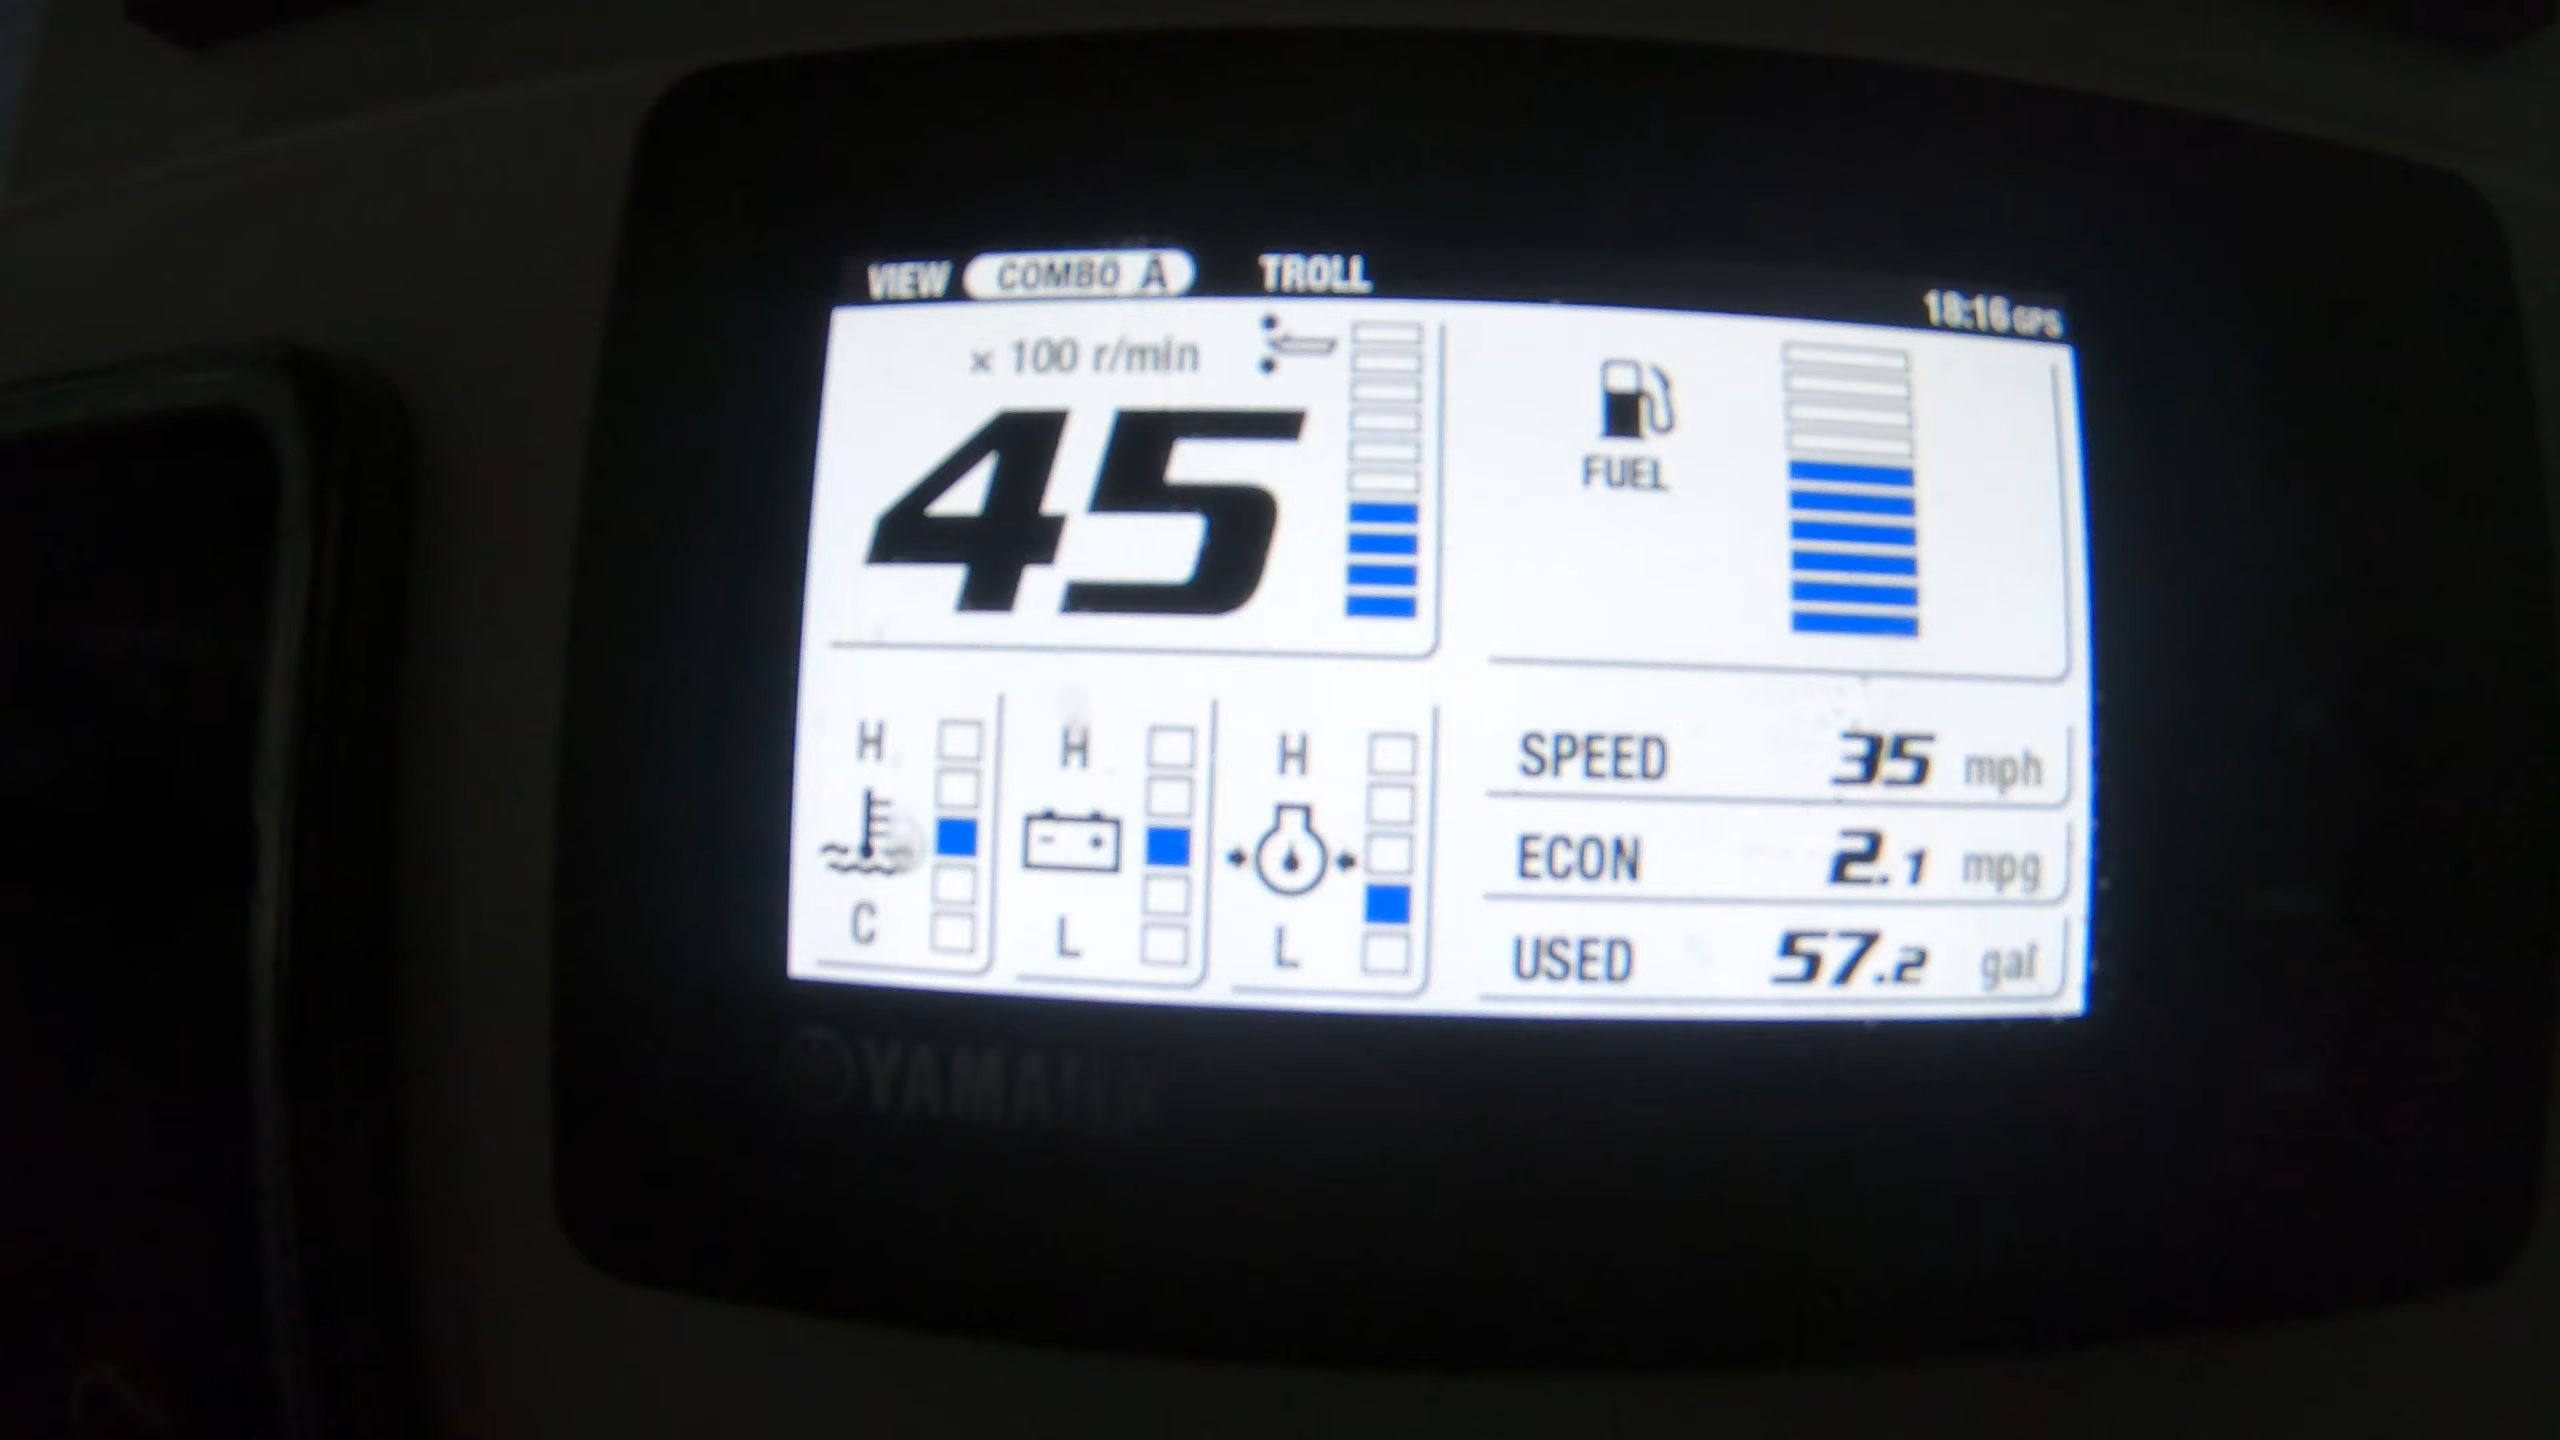 VIEW COMBO A TROLL 18:16 GPS
× 100 r/min
45
FUEL
H H H
C L L
SPEED 35 mph
ECON 2.1 mpg
USED 57.2 gal
YAMAHA